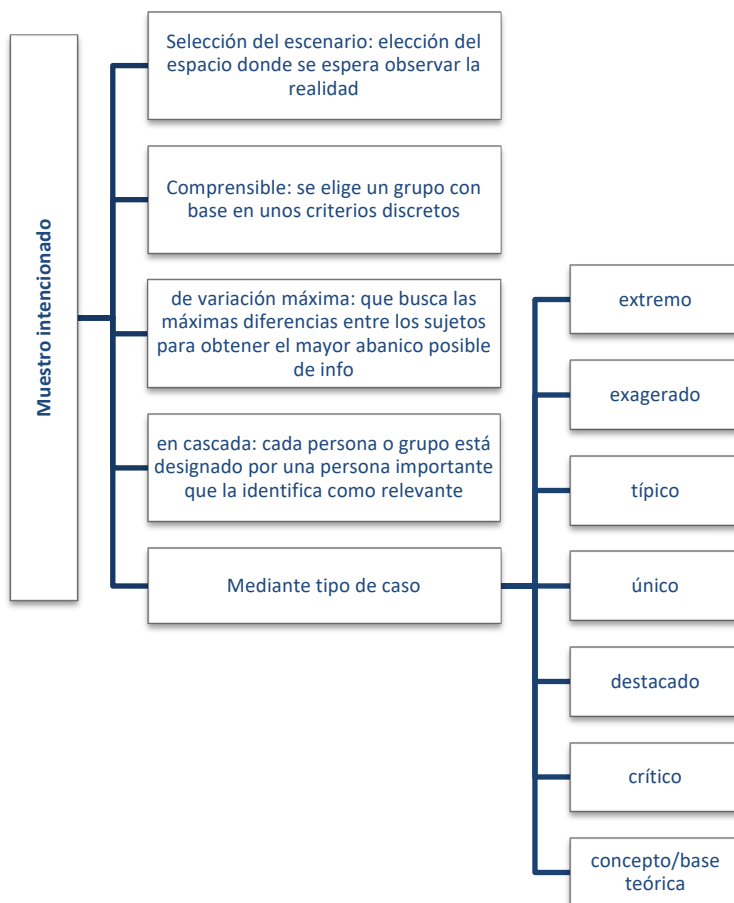 Muestro intencionado
Selección del escenario: elección del
espacio donde se espera observar la
realidad
Comprensible: se elige un grupo con
base en unos criterios discretos
de variación máxima: que busca las
máximas diferencias entre los sujetos
para obtener el mayor abanico posible
de info
en cascada: cada persona o grupo está
designado por una persona importante
que la identifica como relevante
Mediante tipo de caso
extremo
exagerado
típico
único
destacado
crítico
concepto/base
teórica